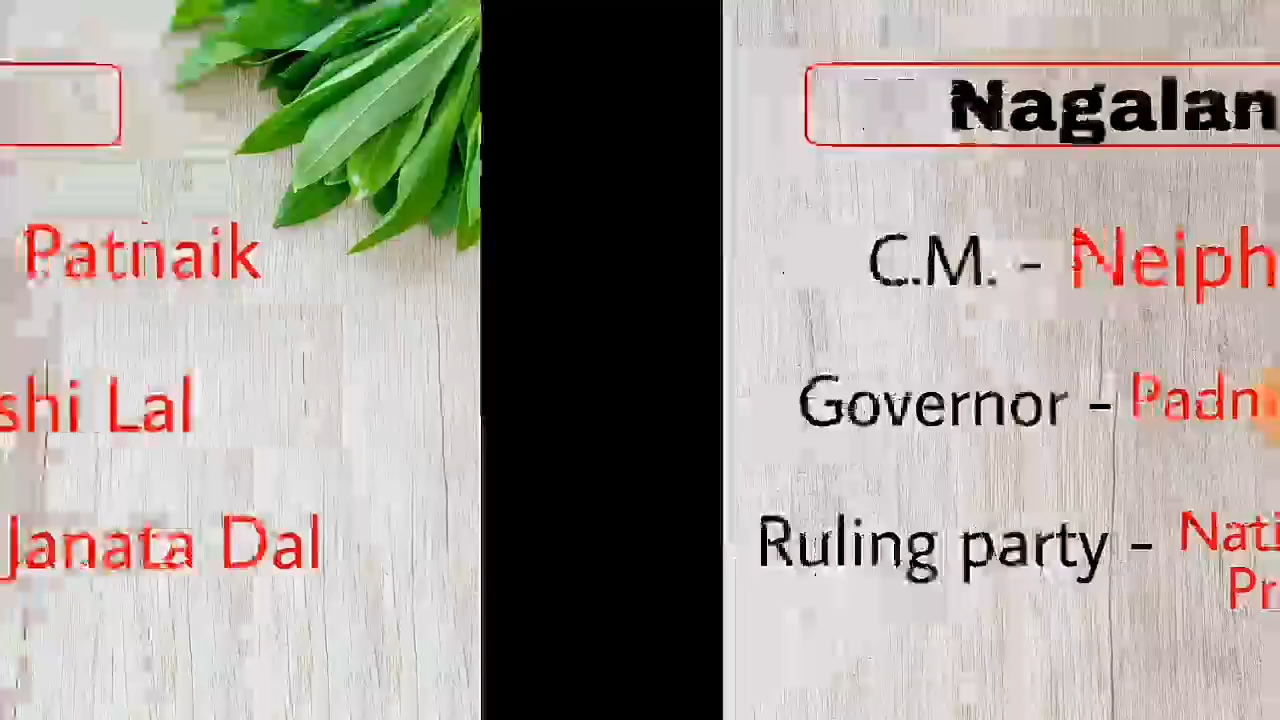 Patnaik
shi Lal
Janata Dal
Nagalan
C.M. - Neiph
Governor - Padn
Ruling party - Nati
Pr